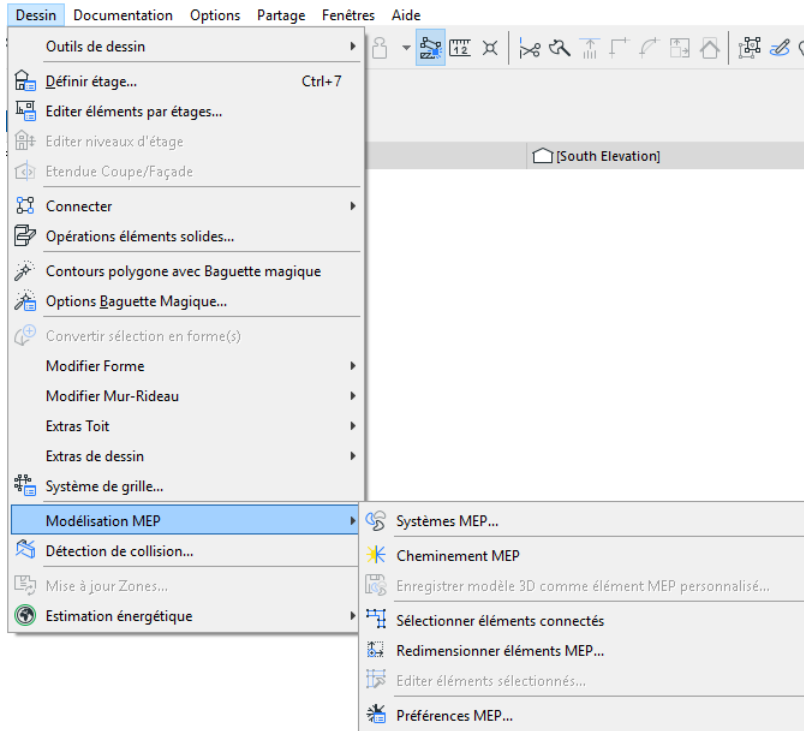 Dessin Documentation Options Partage Fenêtres Aide
Outils de dessin
Définir étage... Ctrl+7
Editer éléments par étages...
Editer niveaux d'étage
Etendue Coupe/Façade
[South Elevation]
Connecter
Opérations éléments solides...
Contours polygone avec Baguette magique
Options Baguette Magique...
Convertir sélection en forme(s)
Modifier Forme
Modifier Mur-Rideau
Extras Toit
Extras de dessin
Système de grille...
Modélisation MEP
Détection de collision...
Mise à jour Zones...
Estimation énergétique
Systèmes MEP...
Cheminement MEP
Enregistrer modèle 3D comme élément MEP personnalisé...
Sélectionner éléments connectés
Redimensionner éléments MEP...
Editer éléments sélectionnés...
Préférences MEP...